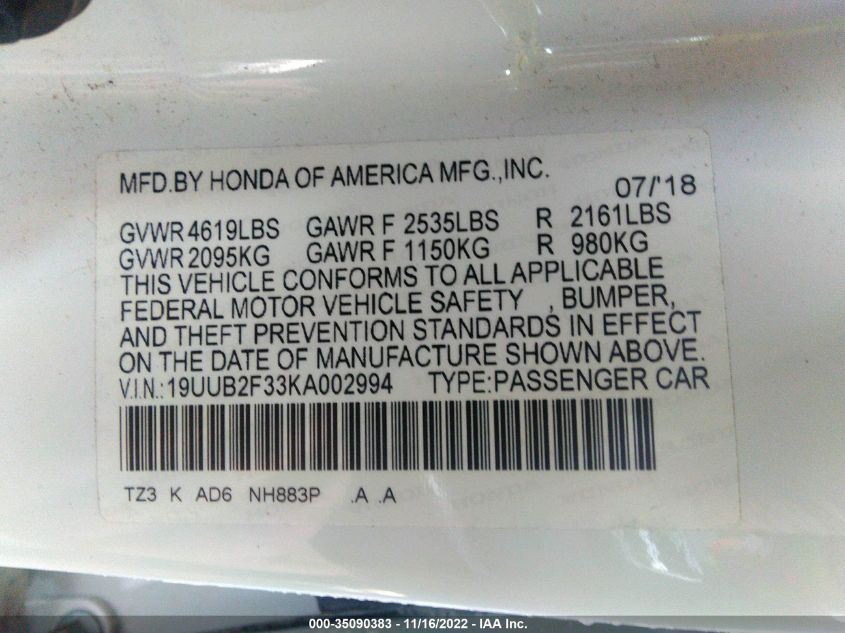 MFD.BY HONDA OF AMERICA MFG.,INC. 07/'18
GVWR 4619LBS GAWR F 2535LBS R 2161LBS
GVWR 2095KG GAWR F 1150KG R 980KG
THIS VEHICLE CONFORMS TO ALL APPLICABLE
FEDERAL MOTOR VEHICLE SAFETY , BUMPER,
AND THEFT PREVENTION STANDARDS IN EFFECT
ON THE DATE OF MANUFACTURE SHOWN ABOVE.
V.I.N.:19UUB2F33KA002994 TYPE:PASSENGER CAR
TZ3 K AD6 NH883P .A .A
000-35090383 - 11/16/2022 - IAA Inc.